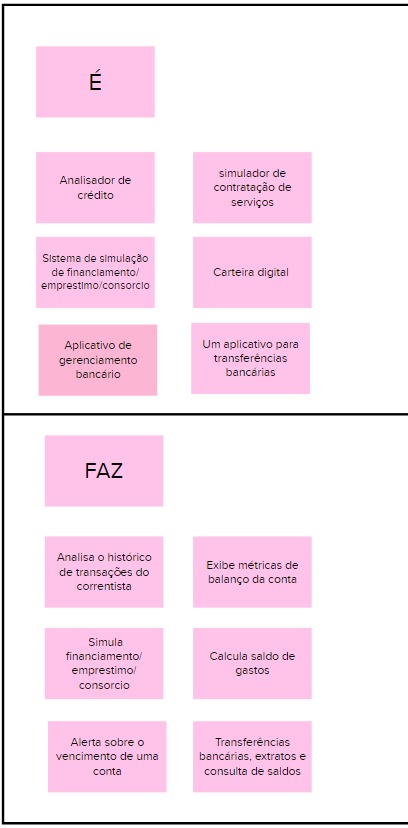 É
Analisador de
crédito
simulador de
contratação de
serviços
Sistema de simulação
de financiamento/
emprestimo/consorcio
Carteira digital
Aplicativo de
gerenciamento
bancário
Um aplicativo para
transferências
bancárias
FAZ
Analisa o histórico
de transações do
correntista
Exibe métricas de
balanço da conta
Simula
financiamento/
emprestimo/
consorcio
Calcula saldo de
gastos
Alerta sobre o
vencimento de uma
conta
Transferências
bancárias, extratos e
consulta de saldos